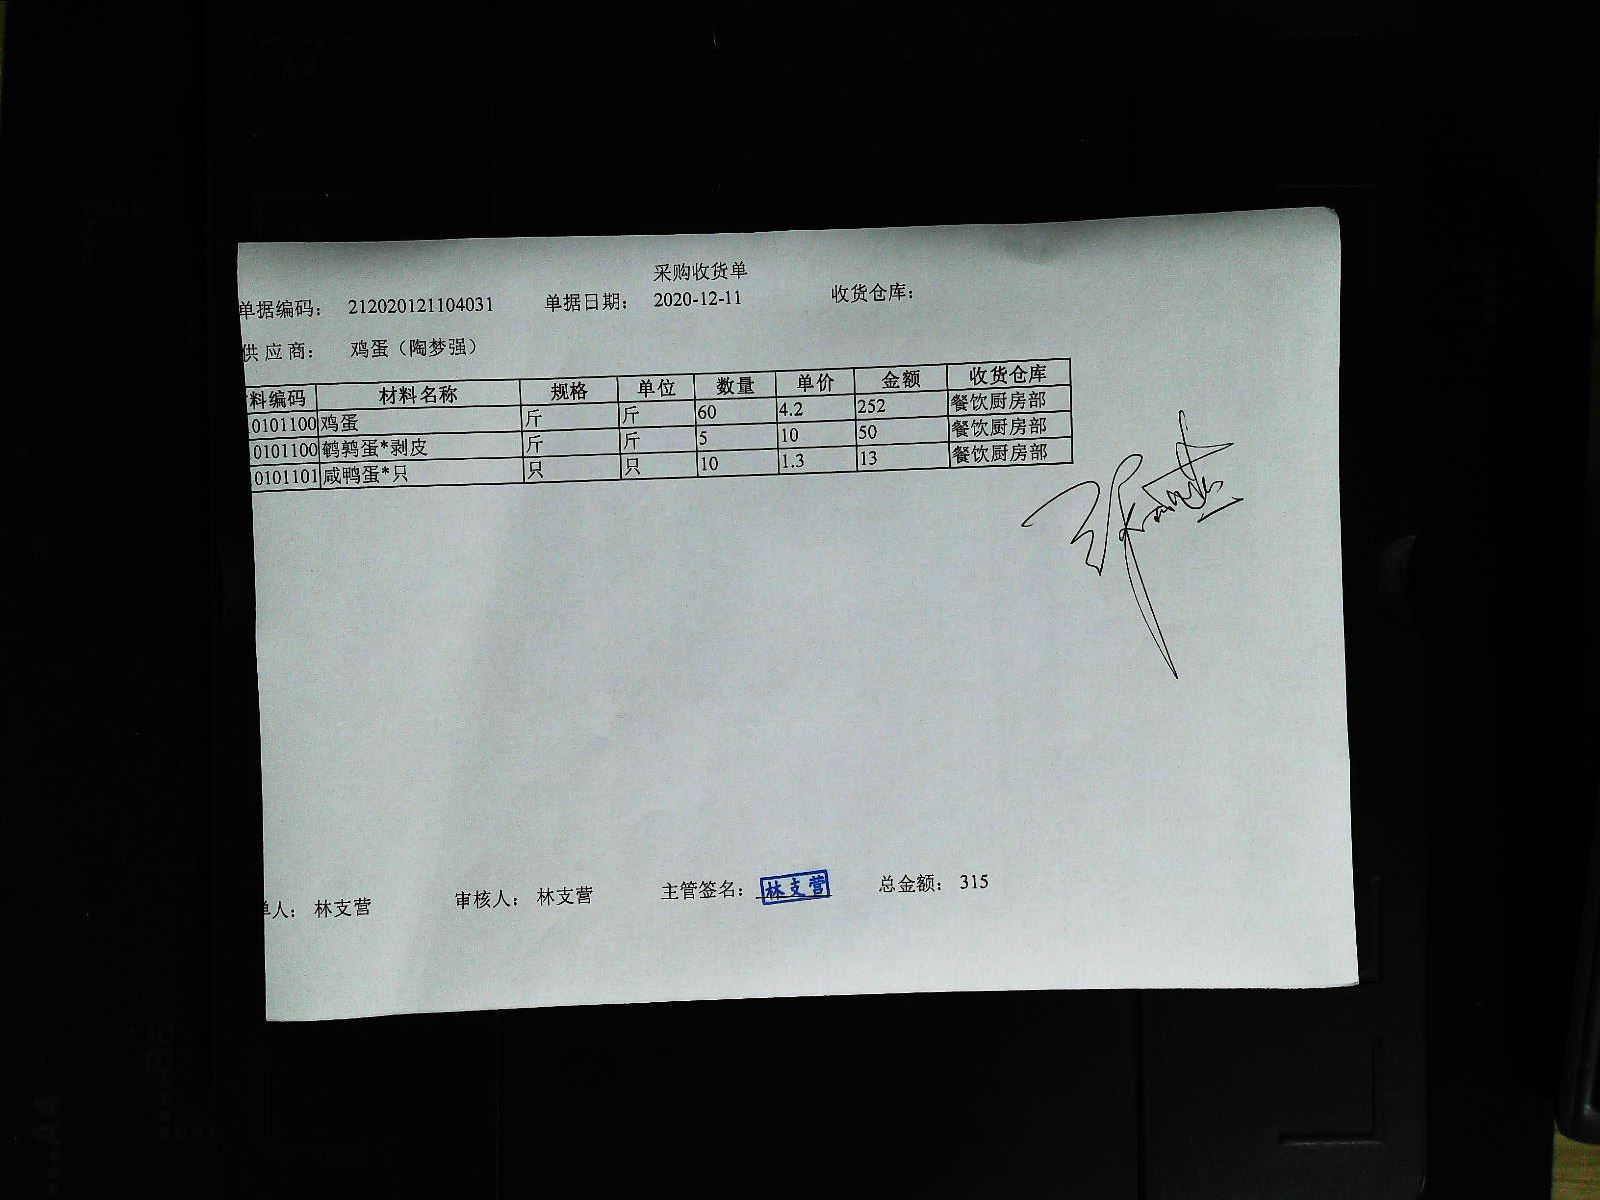 采购收货单
单据编码： 212020121104031 单据日期： 2020-12-11 收货仓库：
供 应 商： 鸡蛋（陶梦强）
料编码 材料名称 规格 单位 数量 单价 金额 收货仓库
0101100 鸡蛋 斤 斤 60 4.2 252 餐饮厨房部
0101100 鹌鹑蛋*剥皮 斤 斤 5 10 50 餐饮厨房部
0101101 咸鸭蛋*只 只 只 10 1.3 13 餐饮厨房部
单人： 林支营 审核人： 林支营 主管签名： 林支营 总金额： 315